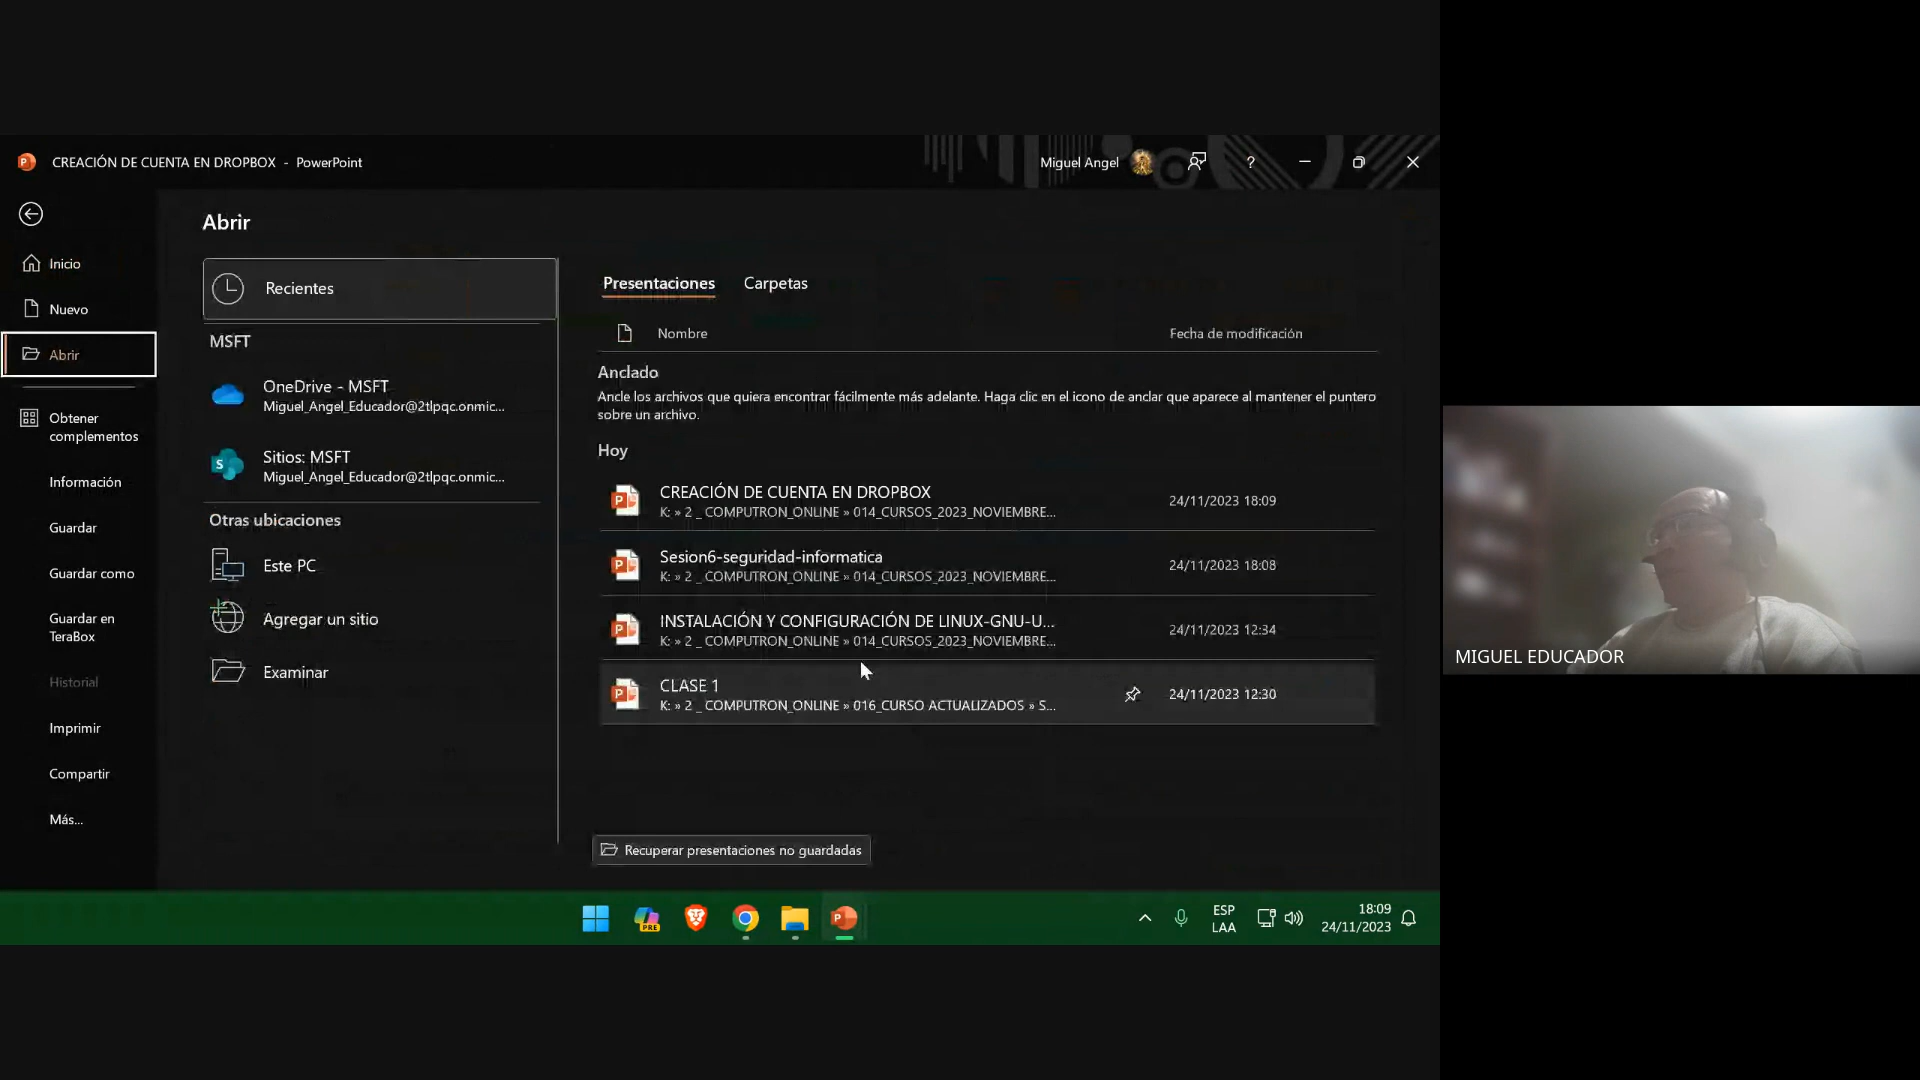 CREACIÓN DE CUENTA EN DROPBOX - PowerPoint
Miguel Angel
?
Abrir
Inicio
Nuevo
Abrir
Obtener
complementos
Información
Guardar
Guardar como
Guardar en
TeraBox
Historial
Imprimir
Compartir
Más...
Recientes
MSFT
OneDrive - MSFT
Miguel_Angel_Educador@2tlpqc.onmic...
Sitios: MSFT
Miguel_Angel_Educador@2tlpqc.onmic...
Otras ubicaciones
Este PC
Agregar un sitio
Examinar
Presentaciones Carpetas
Nombre Fecha de modificación
Anclado
Ancle los archivos que quiera encontrar fácilmente más adelante. Haga clic en el icono de anclar que aparece al mantener el puntero
sobre un archivo.
Hoy
CREACIÓN DE CUENTA EN DROPBOX
K: » 2 _ COMPUTRON_ONLINE » 014_CURSOS_2023_NOVIEMBRE...
24/11/2023 18:09
Sesion6-seguridad-informatica
K: » 2 _ COMPUTRON_ONLINE » 014_CURSOS_2023_NOVIEMBRE...
24/11/2023 18:08
INSTALACIÓN Y CONFIGURACIÓN DE LINUX-GNU-U...
K: » 2 _ COMPUTRON_ONLINE » 014_CURSOS_2023_NOVIEMBRE...
24/11/2023 12:34
CLASE 1
K: » 2 _ COMPUTRON_ONLINE » 016_CURSO ACTUALIZADOS » S...
24/11/2023 12:30
Recuperar presentaciones no guardadas
PRE
ESP
LAA
18:09
24/11/2023
MIGUEL EDUCADOR